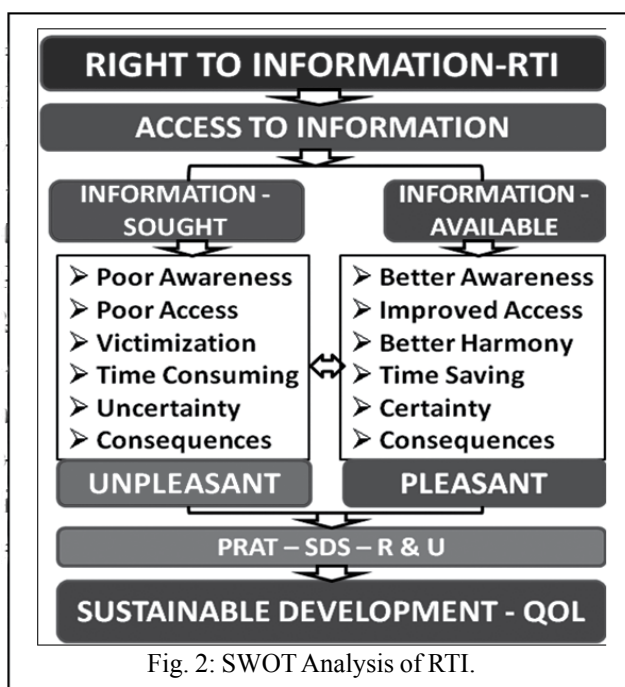 RIGHT TO INFORMATION-RTI
ACCESS TO INFORMATION
INFORMATION -
SOUGHT
INFORMATION -
AVAILABLE
➢ Poor Awareness
➢ Poor Access
➢ Victimization
➢ Time Consuming
➢ Uncertainty
➢ Consequences
➢ Better Awareness
➢ Improved Access
➢ Better Harmony
➢ Time Saving
➢ Certainty
➢ Consequences
UNPLEASANT
PLEASANT
PRAT – SDS – R & U
SUSTAINABLE DEVELOPMENT - QOL
Fig. 2: SWOT Analysis of RTI.